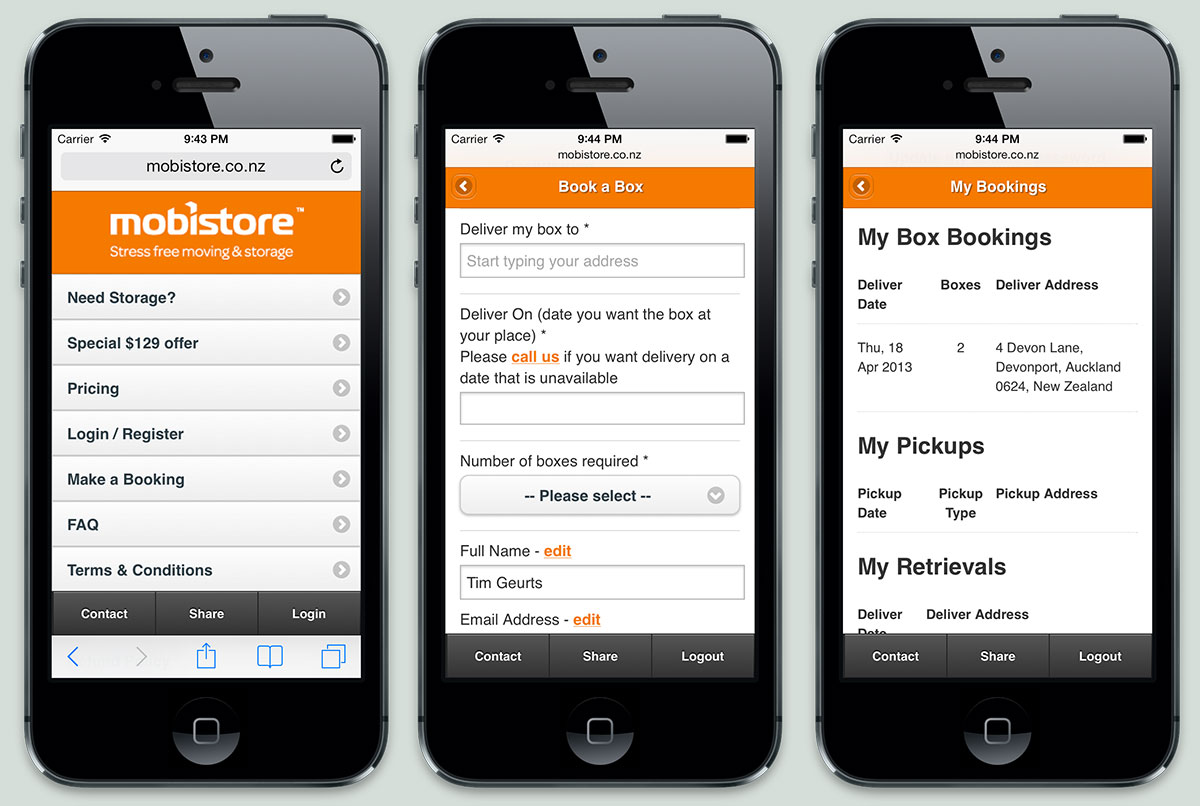 Carrier 9:43 PM
mobistore.co.nz
mobistore™
Stress free moving & storage
Need Storage?
Special $129 offer
Pricing
Login / Register
Make a Booking
FAQ
Terms & Conditions
Contact Share Login
Carrier 9:44 PM
mobistore.co.nz
Book a Box
Deliver my box to *
Start typing your address
Deliver On (date you want the box at
your place) *
Please call us if you want delivery on a
date that is unavailable
Number of boxes required *
-- Please select --
Full Name - edit
Tim Geurts
Email Address - edit
Contact Share Logout
Carrier 9:44 PM
mobistore.co.nz
My Bookings
My Box Bookings
Deliver Boxes Deliver Address
Date
Thu, 18 2 4 Devon Lane,
Apr 2013 Devonport, Auckland
0624, New Zealand
My Pickups
Pickup Pickup Pickup Address
Date Type
My Retrievals
Deliver Deliver Address
Date
Contact Share Logout